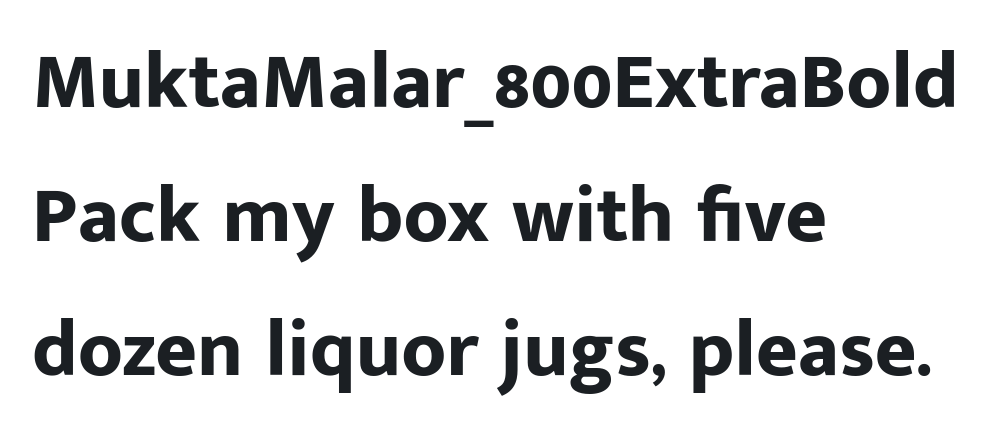 MuktaMalar_800ExtraBold
Pack my box with five
dozen liquor jugs, please.